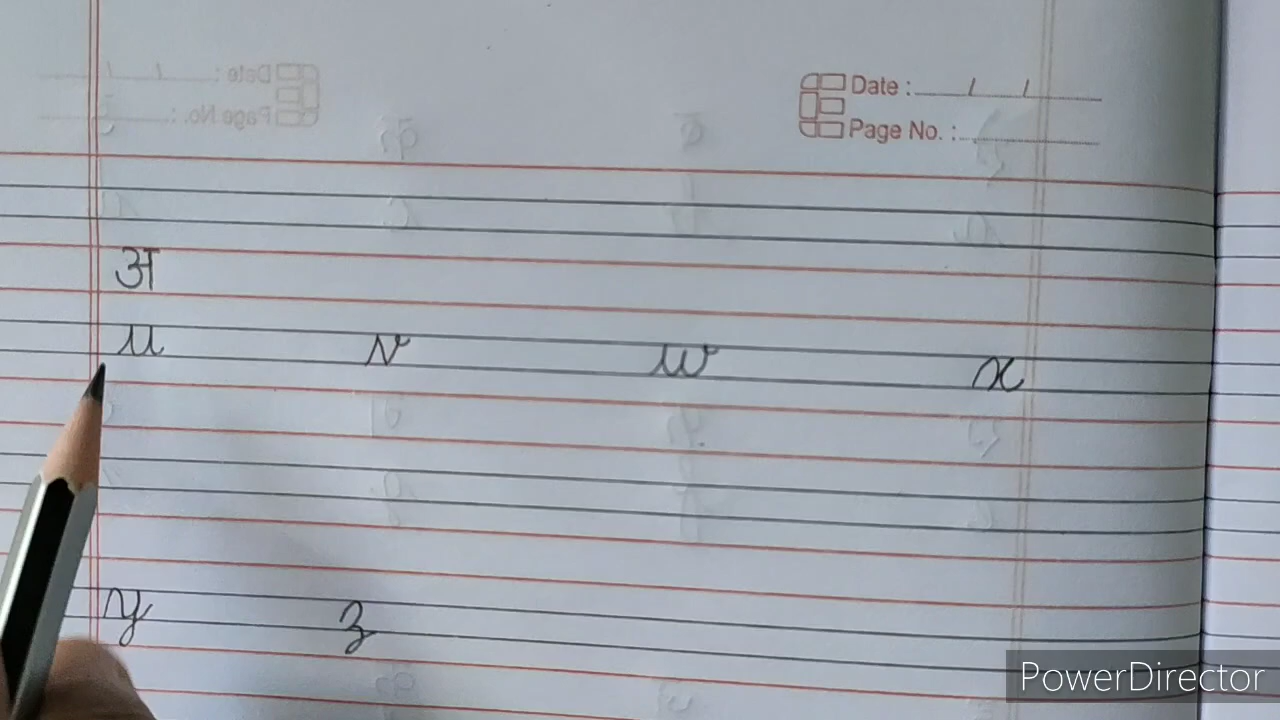 Date : / /
Page No. :
अ
u v w x
y z
PowerDirector